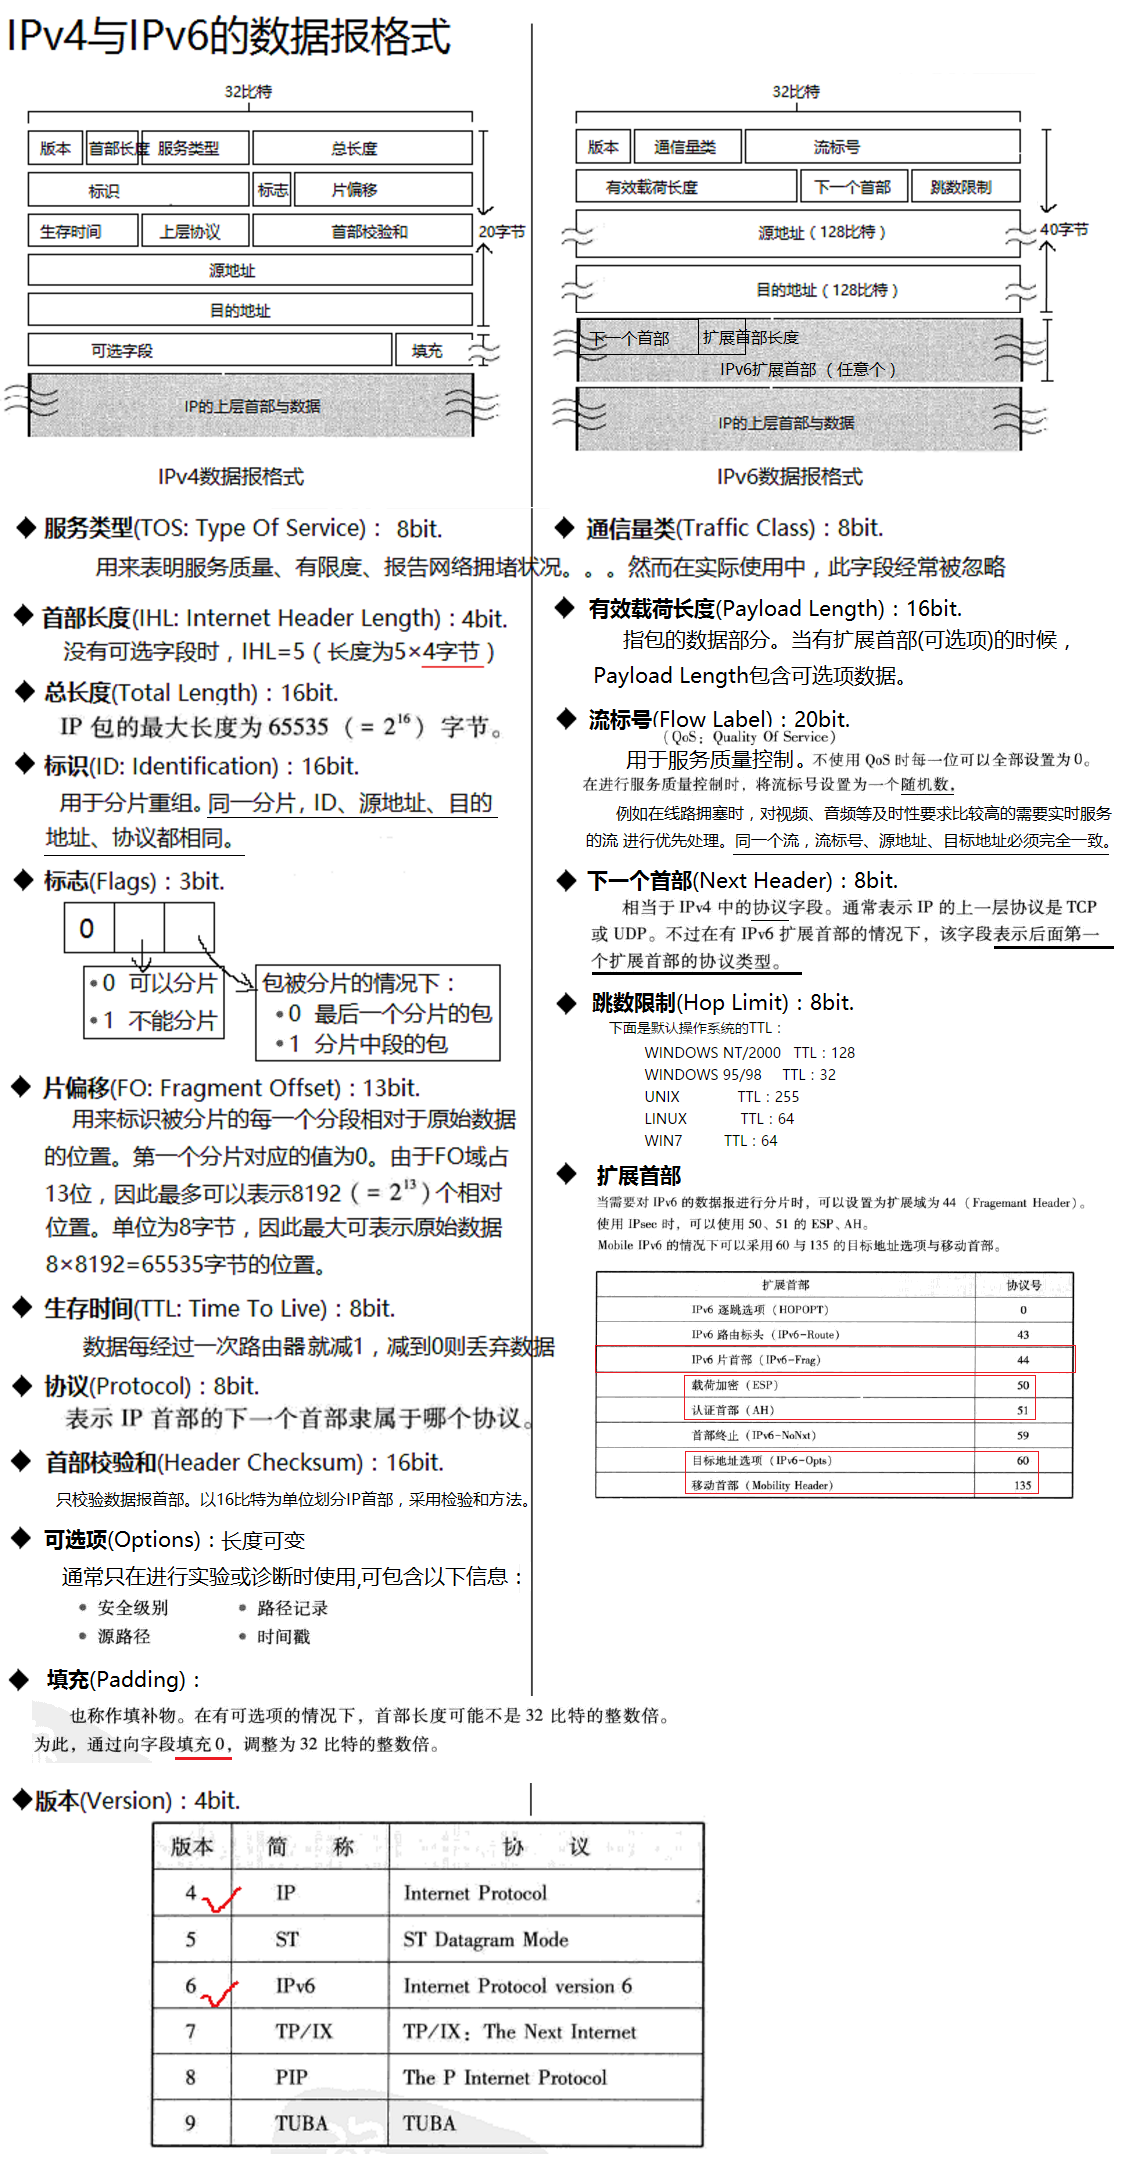 IPv4与IPv6的数据报格式
32比特
版本 首部长度 服务类型 总长度
标识 标志 片偏移
生存时间 上层协议 首部校验和
20字节
源地址
目的地址
可选字段 填充
IP的上层首部与数据
IPv4数据报格式
32比特
版本 通信量类 流标号
有效载荷长度 下一个首部 跳数限制
源地址（128比特）
40字节
目的地址（128比特）
下一个首部 扩展首部长度
IPv6扩展首部（任意个）
IP的上层首部与数据
IPv6数据报格式
◆ 服务类型(TOS: Type Of Service)： 8bit.
◆ 通信量类(Traffic Class)：8bit.
用来表明服务质量、有限度、报告网络拥堵状况。。。然而在实际使用中，此字段经常被忽略
◆ 首部长度(IHL: Internet Header Length)：4bit.
没有可选字段时，IHL=5（长度为5×4字节）
◆ 总长度(Total Length)：16bit.
IP 包的最大长度为 65535（= 2¹⁶）字节。
◆ 标识(ID: Identification)：16bit.
用于分片重组。同一分片，ID、源地址、目的
地址、协议都相同。
◆ 标志(Flags)：3bit.
0
•0 可以分片
•1 不能分片
包被分片的情况下：
•0 最后一个分片的包
•1 分片中段的包
◆ 片偏移(FO: Fragment Offset)：13bit.
用来标识被分片的每一个分段相对于原始数据
的位置。第一个分片对应的值为0。由于FO域占
13位，因此最多可以表示8192（= 2¹³）个相对
位置。单位为8字节，因此最大可表示原始数据
8×8192=65535字节的位置。
◆ 生存时间(TTL: Time To Live)：8bit.
数据每经过一次路由器就减1，减到0则丢弃数据
◆ 协议(Protocol)：8bit.
表示 IP 首部的下一个首部隶属于哪个协议。
◆ 首部校验和(Header Checksum)：16bit.
只校验数据报首部。以16比特为单位划分IP首部，采用检验和方法。
◆ 可选项(Options)：长度可变
通常只在进行实验或诊断时使用,可包含以下信息：
• 安全级别 • 路径记录
• 源路径 • 时间戳
◆ 填充(Padding)：
也称作填补物。在有可选项的情况下，首部长度可能不是 32 比特的整数倍。
为此，通过向字段填充 0，调整为 32 比特的整数倍。
◆ 有效载荷长度(Payload Length)：16bit.
指包的数据部分。当有扩展首部(可选项)的时候，
Payload Length包含可选项数据。
◆ 流标号(Flow Label)：20bit.
（QoS：Quality Of Service）
用于服务质量控制。不使用 QoS 时每一位可以全部设置为 0。
在进行服务质量控制时，将流标号设置为一个随机数。
例如在线路拥塞时，对视频、音频等及时性要求比较高的需要实时服务
的流 进行优先处理。同一个流，流标号、源地址、目标地址必须完全一致。
◆ 下一个首部(Next Header)：8bit.
相当于 IPv4 中的协议字段。通常表示 IP 的上一层协议是 TCP
或 UDP。不过在有 IPv6 扩展首部的情况下，该字段表示后面第一
个扩展首部的协议类型。
◆ 跳数限制(Hop Limit)：8bit.
下面是默认操作系统的TTL：
WINDOWS NT/2000 TTL：128
WINDOWS 95/98 TTL：32
UNIX TTL：255
LINUX TTL：64
WIN7 TTL：64
◆ 扩展首部
当需要对 IPv6 的数据报进行分片时，可以设置为扩展域为 44（Fragemant Header）。
使用 IPsec 时，可以使用 50、51 的 ESP、AH。
Mobile IPv6 的情况下可以采用 60 与 135 的目标地址选项与移动首部。
扩展首部 协议号
IPv6 逐跳选项（HOPOPT） 0
IPv6 路由标头（IPv6-Route） 43
IPv6 片首部（IPv6-Frag） 44
载荷加密（ESP） 50
认证首部（AH） 51
首部终止（IPv6-NoNxt） 59
目标地址选项（IPv6-Opts） 60
移动首部（Mobility Header） 135
◆版本(Version)：4bit.
版本 简 称 协 议
4 IP Internet Protocol
5 ST ST Datagram Mode
6 IPv6 Internet Protocol version 6
7 TP/IX TP/IX：The Next Internet
8 PIP The P Internet Protocol
9 TUBA TUBA